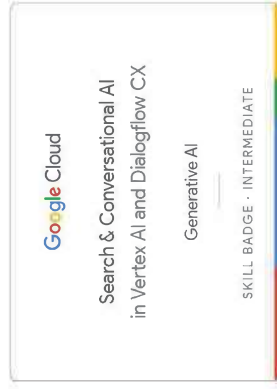 Google Cloud
Search & Conversational AI
in Vertex AI and Dialogflow CX
Generative AI
SKILL BADGE · INTERMEDIATE